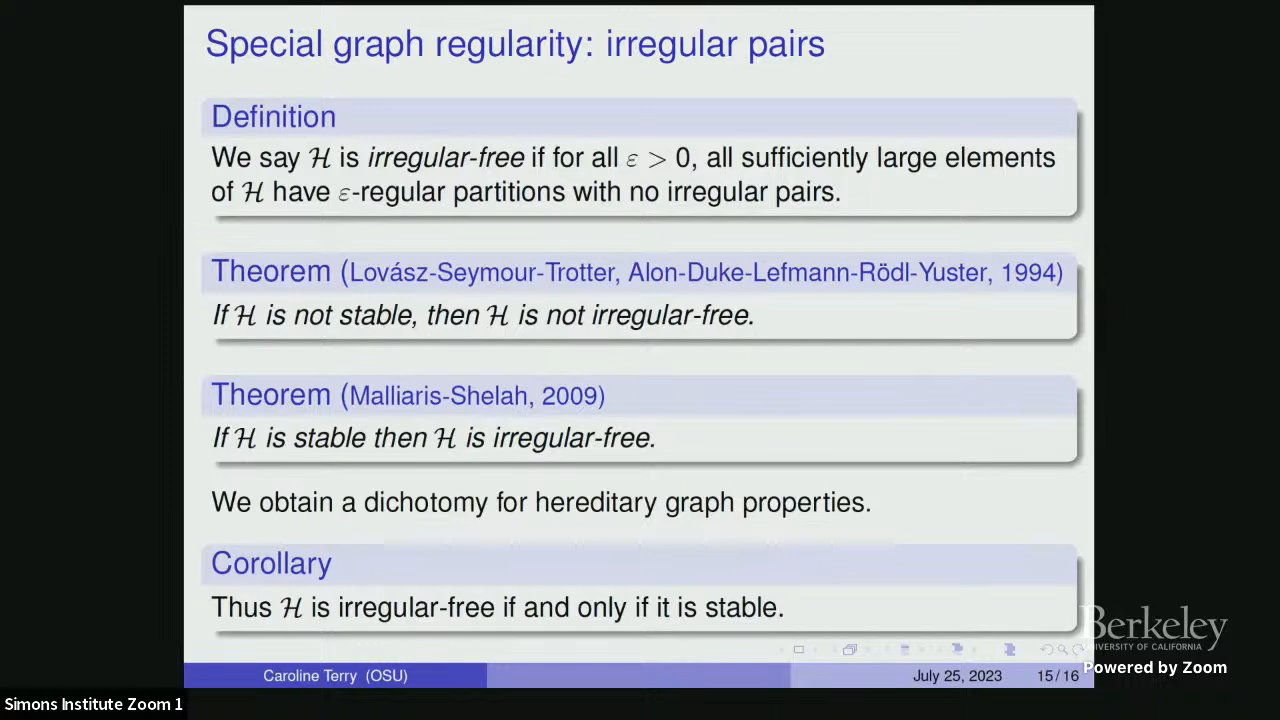 Special graph regularity: irregular pairs
Definition
We say ℋ is irregular-free if for all ε > 0, all sufficiently large elements
of ℋ have ε-regular partitions with no irregular pairs.
Theorem (Lovász-Seymour-Trotter, Alon-Duke-Lefmann-Rödl-Yuster, 1994)
If ℋ is not stable, then ℋ is not irregular-free.
Theorem (Malliaris-Shelah, 2009)
If ℋ is stable then ℋ is irregular-free.
We obtain a dichotomy for hereditary graph properties.
Corollary
Thus ℋ is irregular-free if and only if it is stable.
Berkeley
UNIVERSITY OF CALIFORNIA
Powered by Zoom
Caroline Terry (OSU)
July 25, 2023
15 / 16
Simons Institute Zoom 1